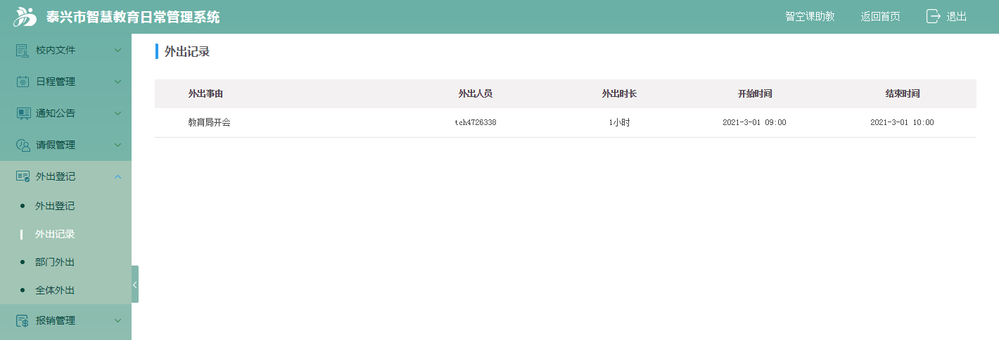 泰兴市智慧教育日常管理系统
智空课助教 返回首页 退出
校内文件
日程管理
通知公告
请假管理
外出登记
外出登记
外出记录
部门外出
全体外出
报销管理
外出记录
外出事由 外出人员 外出时长 开始时间 结束时间
教育局开会 tch4726338 1小时 2021-3-01 09:00 2021-3-01 10:00